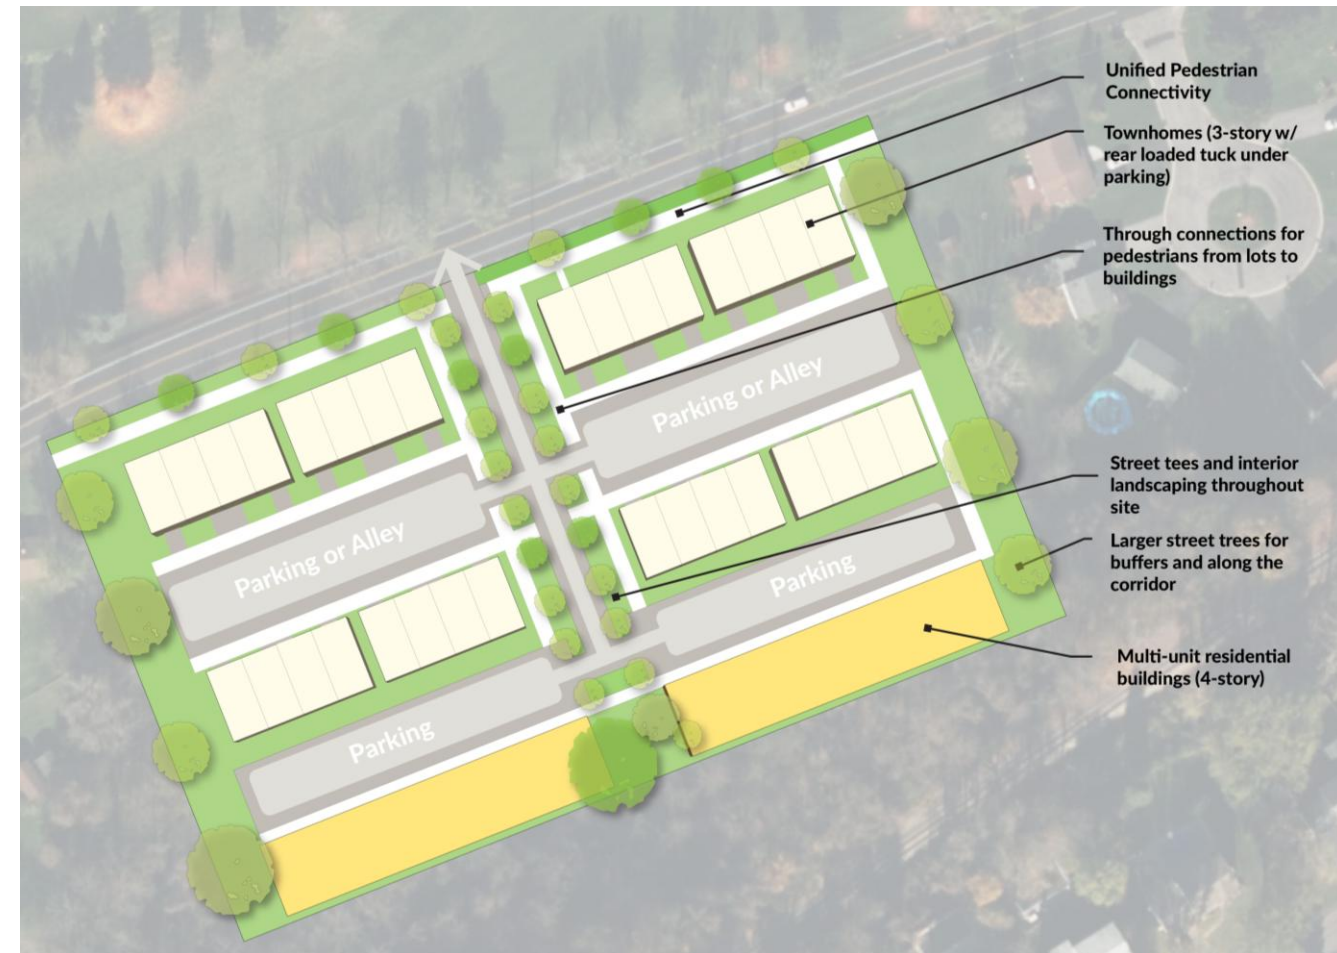 Unified Pedestrian
Connectivity
Townhomes (3-story w/
rear loaded tuck under
parking)
Through connections for
pedestrians from lots to
buildings
Parking or Alley
Street tees and interior
landscaping throughout
site
Parking or Alley
Larger street trees for
buffers and along the
corridor
Parking
Multi-unit residential
buildings (4-story)
Parking